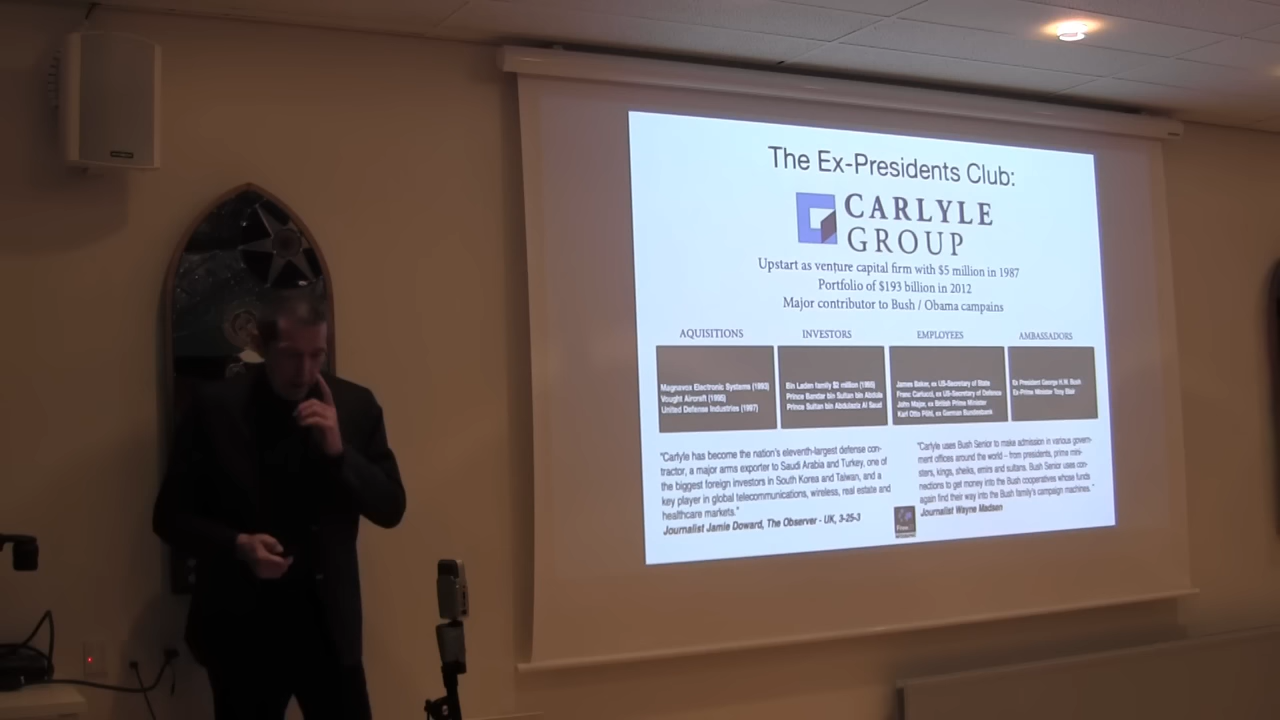 The Ex-Presidents Club:
CARLYLE
GROUP
Upstart as venture capital firm with $5 million in 1987
Portfolio of $193 billion in 2012
Major contributor to Bush / Obama campains
AQUISITIONS
Magnavox Electronic Systems (1993)
Vought Aircraft (1995)
United Defense Industries (1997)
INVESTORS
Bin Laden family $2 million (1995)
Prince Bandar bin Sultan bin Abdula
Prince Sultan bin Abdulaziz Al Saud
EMPLOYEES
James Baker, ex US-Secretary of State
Franc Carlucci, ex US-Secretary of Defence
John Major, ex British Prime Minister
Karl Otto Pöhl, ex German Bundesbank
AMBASSADORS
Ex President George H.W. Bush
Ex-Prime Minister Tony Blair
"Carlyle has become the nation's eleventh-largest defense con-
tractor, a major arms exporter to Saudi Arabia and Turkey, one of
the biggest foreign investors in South Korea and Taiwan, and a
key player in global telecommunications, wireless, real estate and
healthcare markets."
Journalist Jamie Doward, The Observer - UK, 3-25-3
"Carlyle uses Bush Senior to make admission in various govern-
ment offices around the world – from presidents, prime mini-
sters, kings, sheiks, emirs and sultans. Bush Senior uses con-
nections to get money into the Bush cooperatives whose funds
again find their way into the Bush family's campaign machines."
Journalist Wayne Madsen